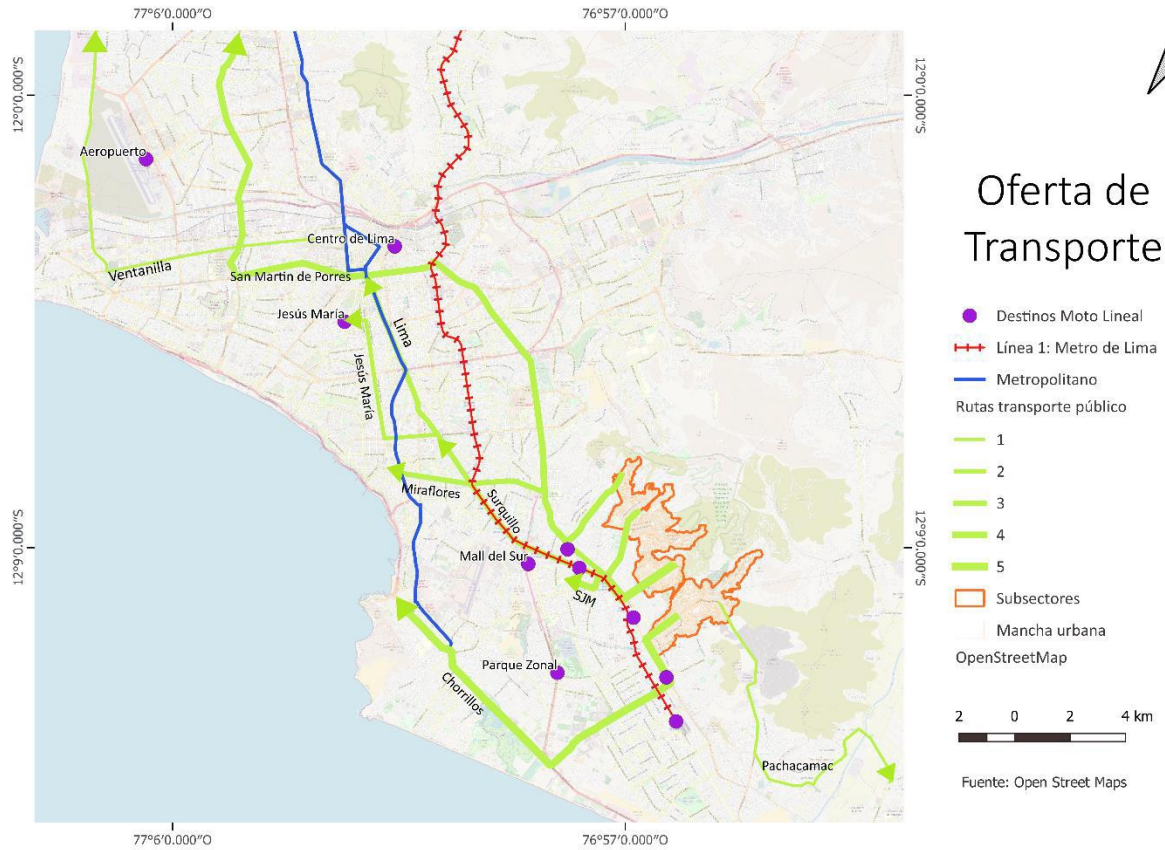 77°6'0.000"O
76°57'0.000"O
12°0'0.000"S
12°0'0.000"S
Aeropuerto
Centro de Lima
Ventanilla
San Martin de Porres
Jesús María
Lima
Jesús María
Miraflores
Surquillo
Mall del Sur
SJM
Parque Zonal
Chorrillos
Pachacamac
12°9'0.000"S
12°9'0.000"S
77°6'0.000"O
76°57'0.000"O
Oferta de
Transporte
Destinos Moto Lineal
Línea 1: Metro de Lima
Metropolitano
Rutas transporte público
1
2
3
4
5
Subsectores
Mancha urbana
OpenStreetMap
2 0 2 4 km
Fuente: Open Street Maps